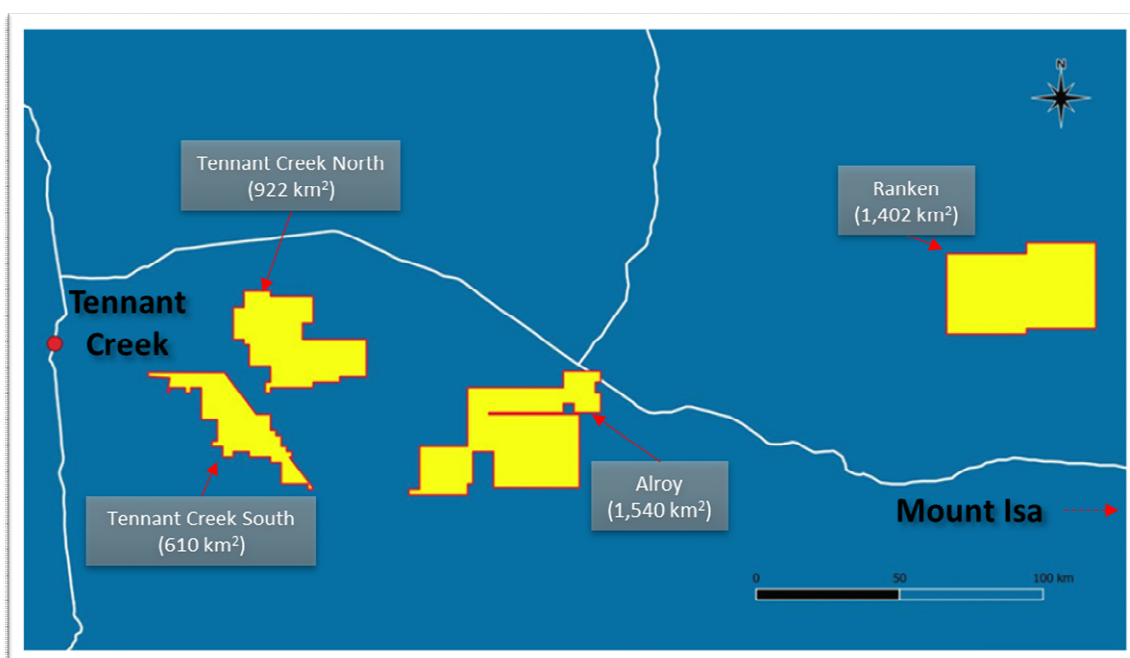 N
Tennant Creek North
(922 km²)
Ranken
(1,402 km²)
Tennant
Creek
Alroy
(1,540 km²)
Tennant Creek South
(610 km²)
Mount Isa
0 50 100 km